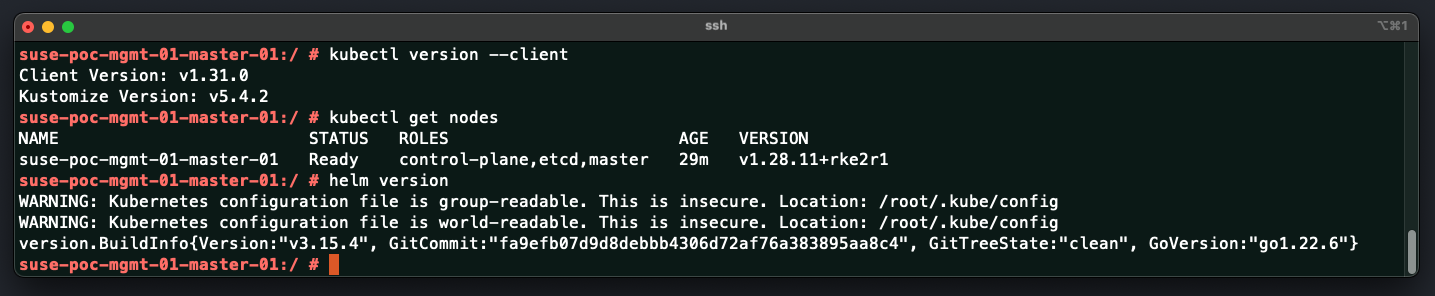 ssh
⌥⌘1
suse-poc-mgmt-01-master-01:/ # kubectl version --client
Client Version: v1.31.0
Kustomize Version: v5.4.2
suse-poc-mgmt-01-master-01:/ # kubectl get nodes
NAME                         STATUS   ROLES                       AGE   VERSION
suse-poc-mgmt-01-master-01   Ready    control-plane,etcd,master   29m   v1.28.11+rke2r1
suse-poc-mgmt-01-master-01:/ # helm version
WARNING: Kubernetes configuration file is group-readable. This is insecure. Location: /root/.kube/config
WARNING: Kubernetes configuration file is world-readable. This is insecure. Location: /root/.kube/config
version.BuildInfo{Version:"v3.15.4", GitCommit:"fa9efb07d9d8debbb4306d72af76a383895aa8c4", GitTreeState:"clean", GoVersion:"go1.22.6"}
suse-poc-mgmt-01-master-01:/ #